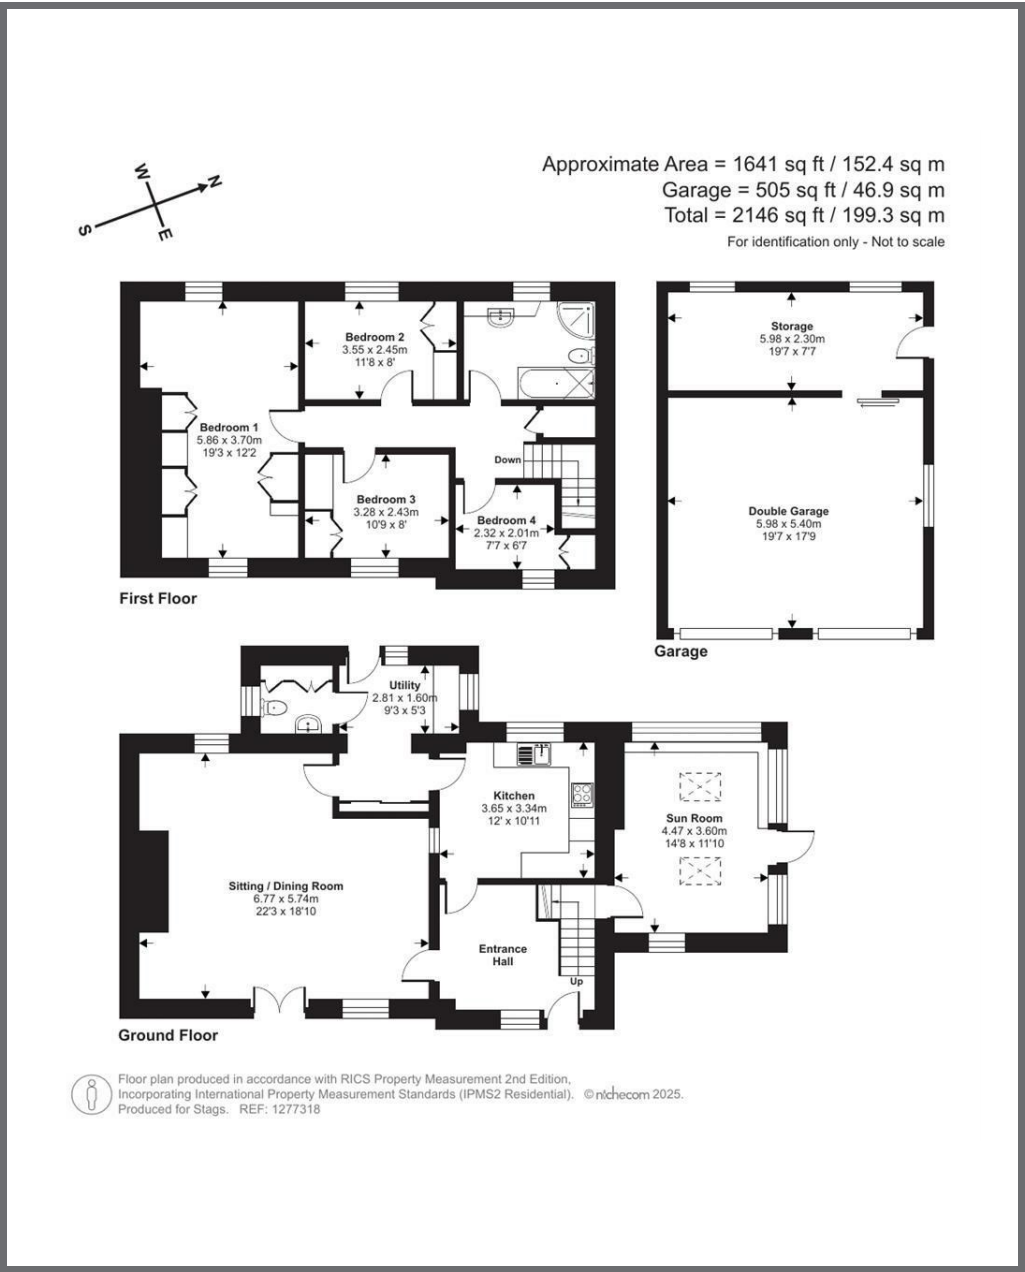 Approximate Area = 1641 sq ft / 152.4 sq m
Garage = 505 sq ft / 46.9 sq m
Total = 2146 sq ft / 199.3 sq m
For identification only - Not to scale
W
N
S
E
Bedroom 1
5.86 x 3.70m
19'3 x 12'2
Bedroom 2
3.55 x 2.45m
11'8 x 8'
Bedroom 3
3.28 x 2.43m
10'9 x 8'
Down
Bedroom 4
2.32 x 2.01m
7'7 x 6'7
First Floor
Storage
5.98 x 2.30m
19'7 x 7'7
Double Garage
5.98 x 5.40m
19'7 x 17'9
Garage
Utility
2.81 x 1.60m
9'3 x 5'3
Kitchen
3.65 x 3.34m
12' x 10'11
Sun Room
4.47 x 3.60m
14'8 x 11'10
Sitting / Dining Room
6.77 x 5.74m
22'3 x 18'10
Entrance
Hall
Up
Ground Floor
Floor plan produced in accordance with RICS Property Measurement 2nd Edition,
Incorporating International Property Measurement Standards (IPMS2 Residential). © nichecom 2025.
Produced for Stags. REF: 1277318